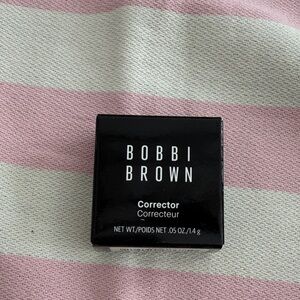 BOBBI
BROWN
Corrector
Correcteur
NET WT/POIDS NET .05 OZ./1.4 g